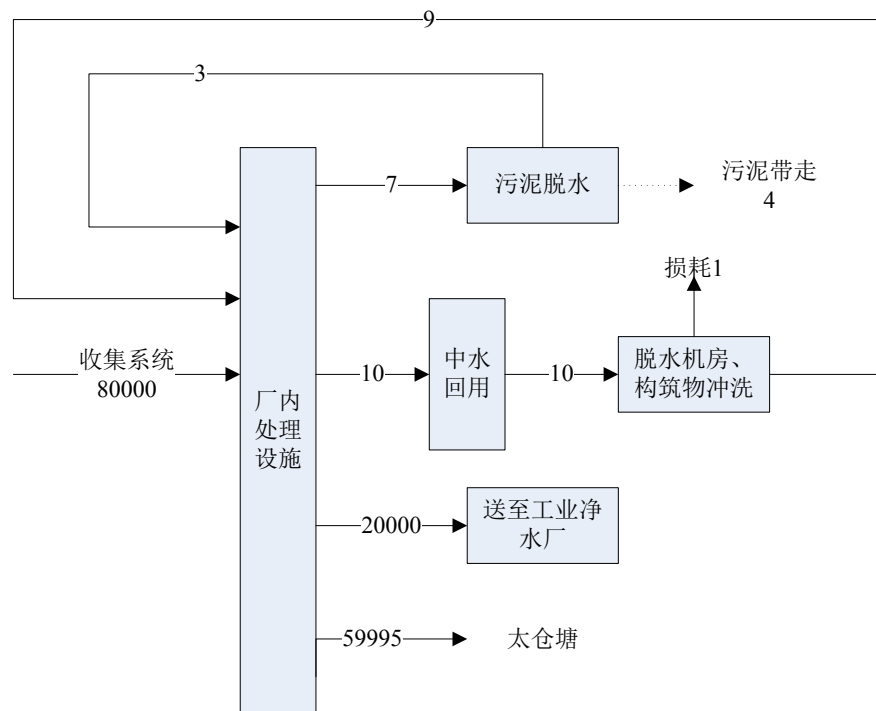 9
3
7
污泥脱水
污泥带走
4
损耗1
收集系统
80000
厂内
处理
设施
10
中水
回用
10
脱水机房、
构筑物冲洗
20000
送至工业净
水厂
59995
太仓塘